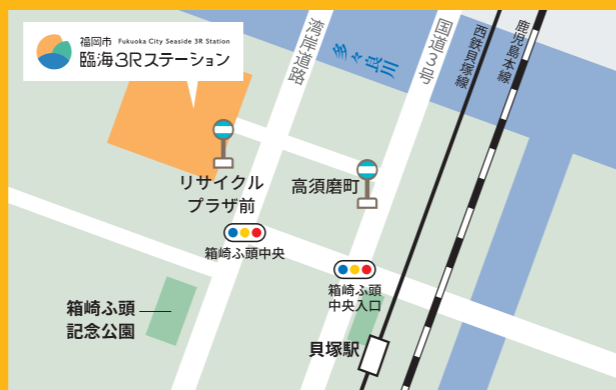 福岡市 Fukuoka City Seaside 3R Station
臨海3Rステーション
湾岸道路
多々良川
国道3号
西鉄貝塚線
鹿児島本線
リサイクル
プラザ前
高須磨町
箱崎ふ頭中央
箱崎ふ頭
中央入口
箱崎ふ頭
記念公園
貝塚駅